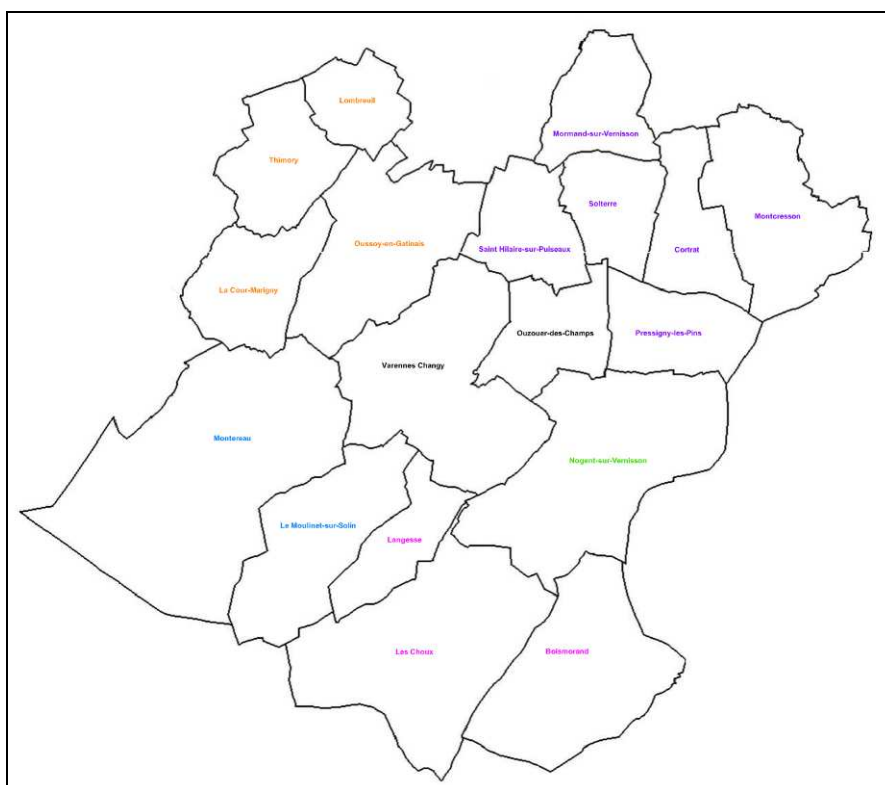 Lombreuil
Mormand-sur-Vernisson
Thimory
Solterre
Montcresson
Oussoy-en-Gatinais
Saint Hilaire-sur-Puiseaux
Cortrat
La Cour-Marigny
Ouzouer-des-Champs
Pressigny-les-Pins
Varennes Changy
Montereau
Nogent-sur-Vernisson
Le Moulinet-sur-Solin
Langesse
Les Choux
Boismorand